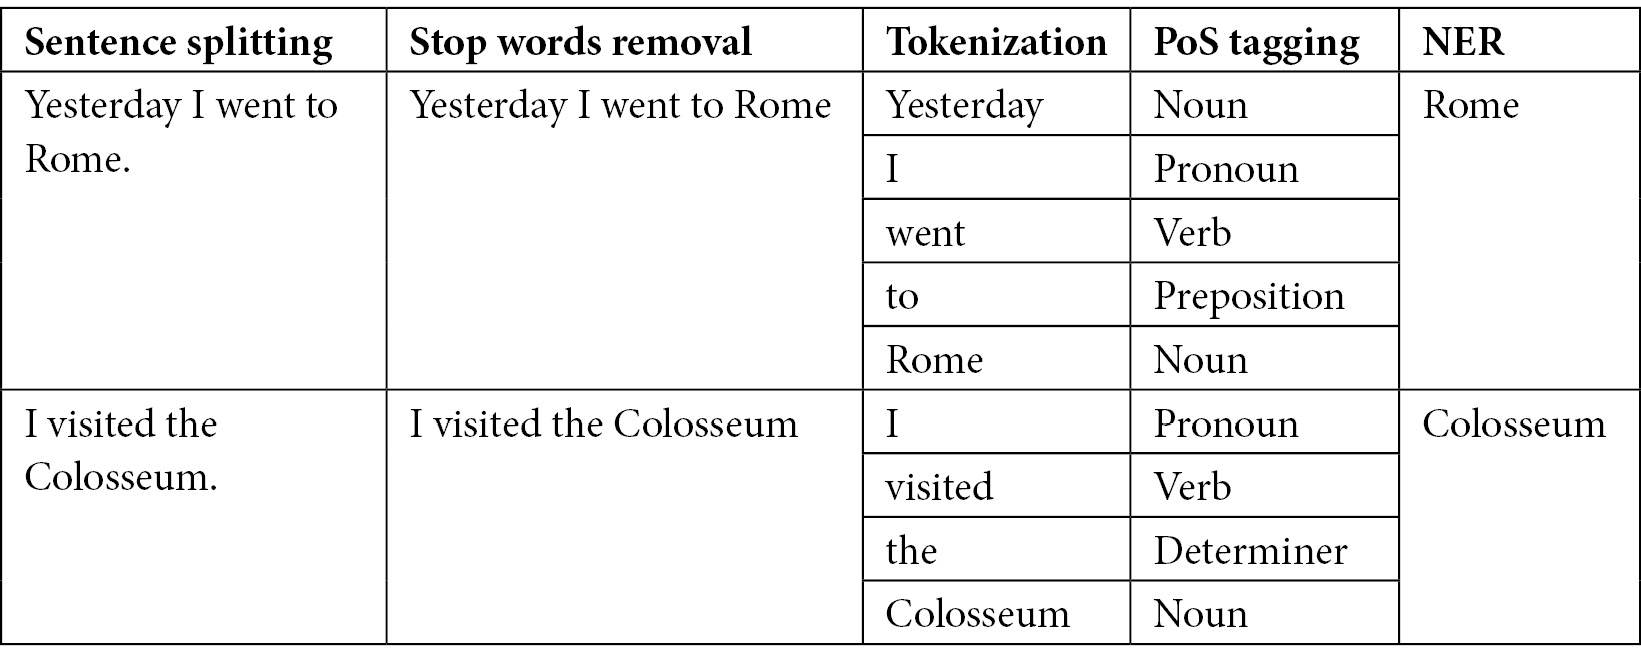 Sentence splitting Stop words removal Tokenization PoS tagging NER
Yesterday I went to Yesterday I went to Rome Yesterday Noun Rome
Rome.
I Pronoun
went Verb
to Preposition
Rome Noun
I visited the I visited the Colosseum I Pronoun Colosseum
Colosseum.
visited Verb
the Determiner
Colosseum Noun